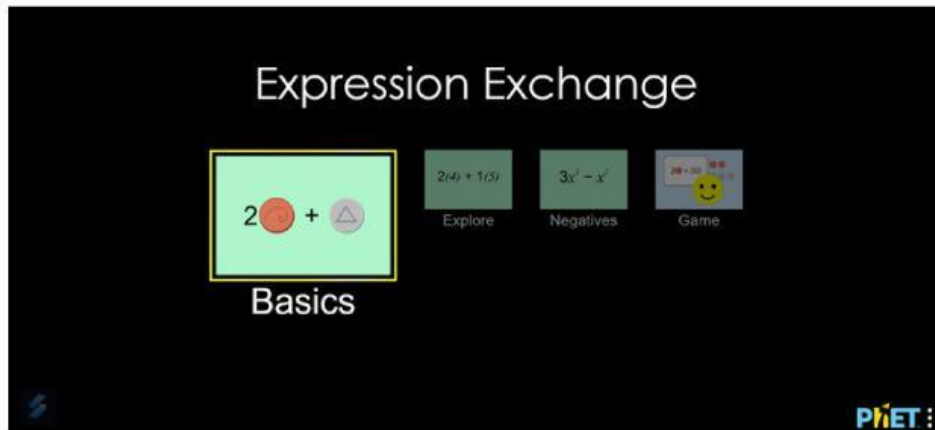 Expression Exchange
2 +
Basics
2(4) + 1(5)
Explore
3x² − x²
Negatives
Game
PhET